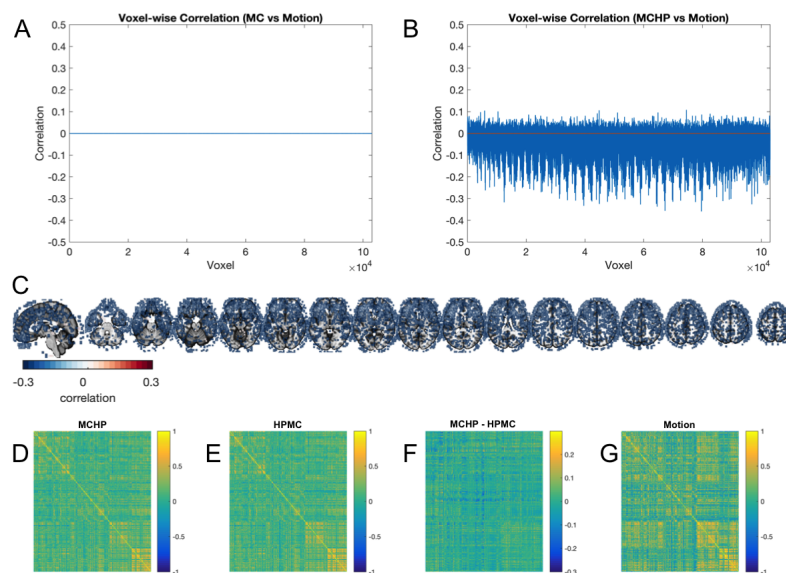 A
Voxel-wise Correlation (MC vs Motion)
Correlation
0.5
0.4
0.3
0.2
0.1
0
-0.1
-0.2
-0.3
-0.4
-0.5
0 2 4 6 8 10
Voxel
×10⁴
B
Voxel-wise Correlation (MCHP vs Motion)
Correlation
0.5
0.4
0.3
0.2
0.1
0
-0.1
-0.2
-0.3
-0.4
-0.5
0 2 4 6 8 10
Voxel
×10⁴
C
-0.3 0 0.3
correlation
D
MCHP
1
0.5
0
-0.5
-1
E
HPMC
1
0.5
0
-0.5
-1
F
MCHP - HPMC
0.2
0.1
0
-0.1
-0.2
-0.3
G
Motion
1
0.5
0
-0.5
-1